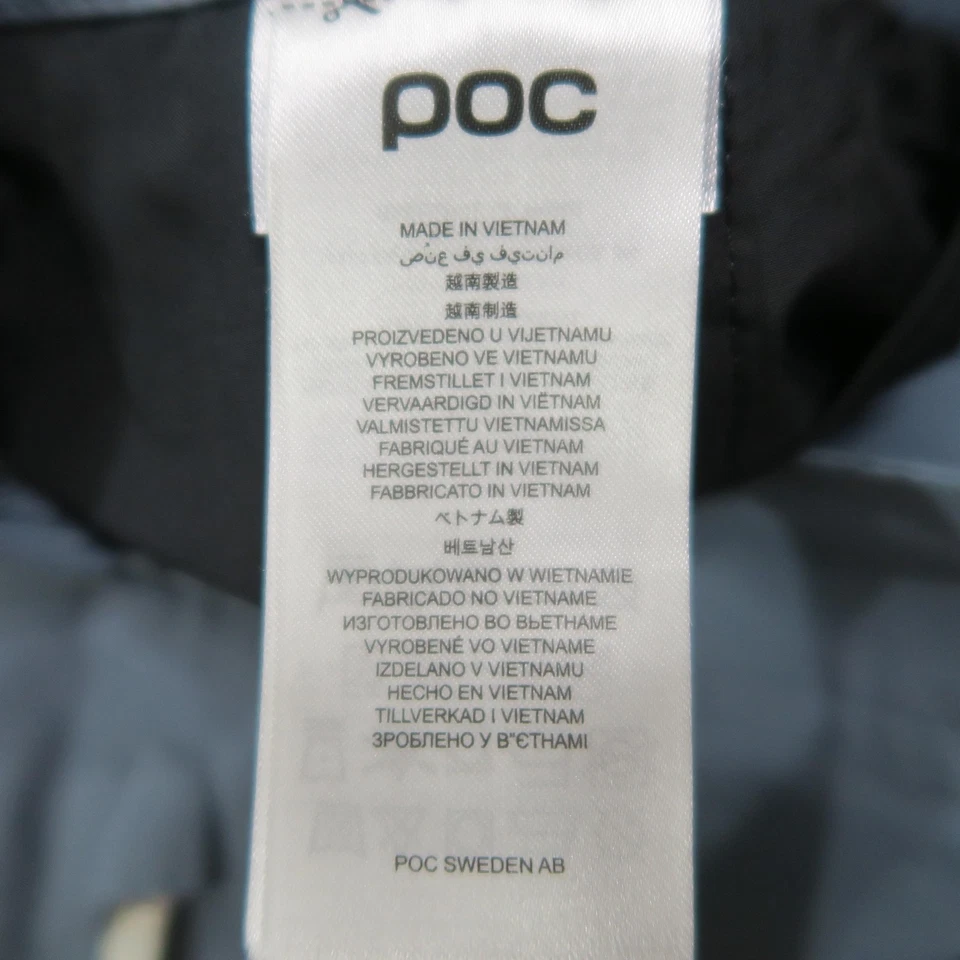 poc
MADE IN VIETNAM
صُنع في فيتنام
越南製造
越南制造
PROIZVEDENO U VIJETNAMU
VYROBENO VE VIETNAMU
FREMSTILLET I VIETNAM
VERVAARDIGD IN VIËTNAM
VALMISTETTU VIETNAMISSA
FABRIQUÉ AU VIETNAM
HERGESTELLT IN VIETNAM
FABBRICATO IN VIETNAM
ベトナム製
베트남산
WYPRODUKOWANO W WIETNAMIE
FABRICADO NO VIETNAME
ИЗГОТОВЛЕНО ВО ВЬЕТНАМЕ
VYROBENÉ VO VIETNAME
IZDELANO V VIETNAMU
HECHO EN VIETNAM
TILLVERKAD I VIETNAM
ЗРОБЛЕНО У В"ЄТНАМІ
POC SWEDEN AB